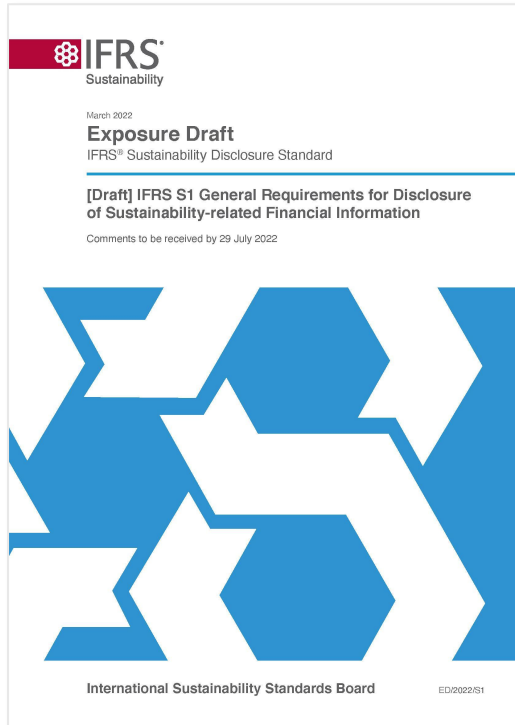 IFRS®
Sustainability
March 2022
Exposure Draft
IFRS® Sustainability Disclosure Standard
[Draft] IFRS S1 General Requirements for Disclosure
of Sustainability-related Financial Information
Comments to be received by 29 July 2022
International Sustainability Standards Board
ED/2022/S1